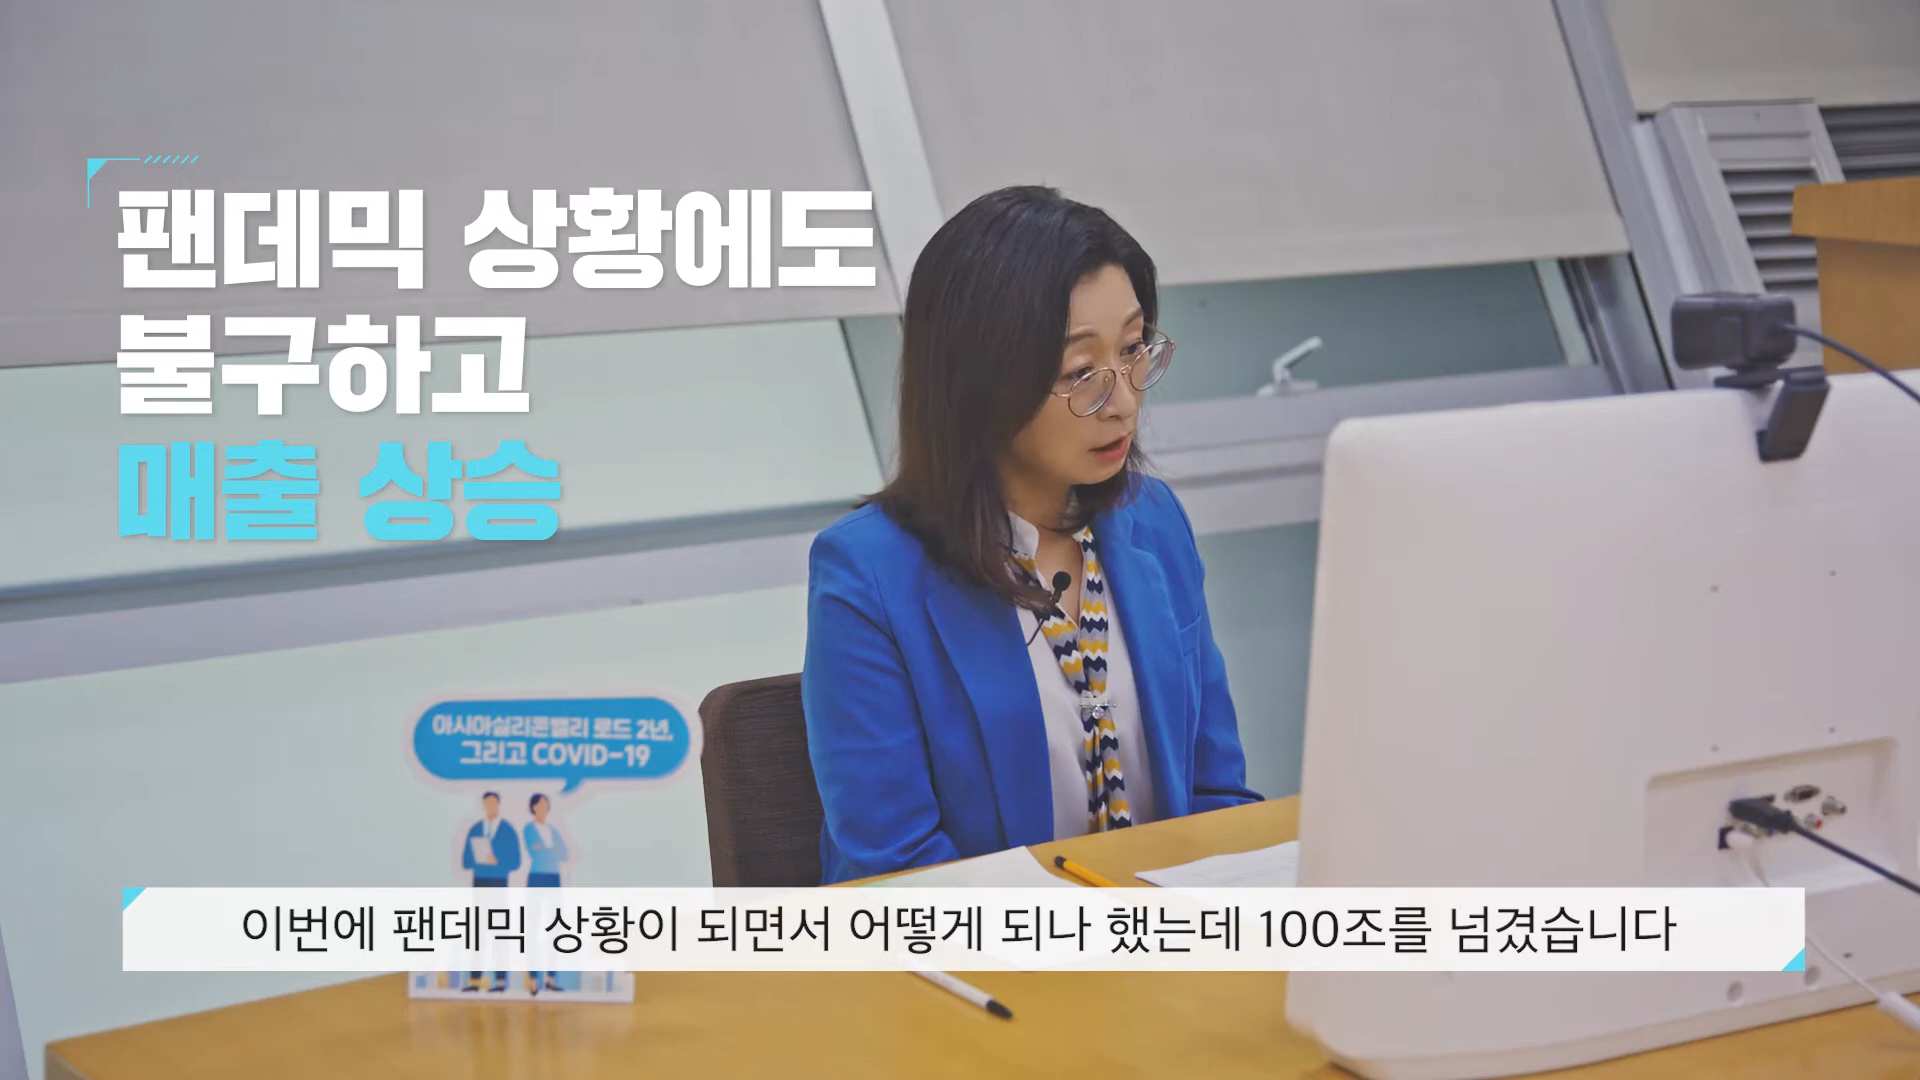 팬데믹 상황에도
불구하고
매출 상승
아시아실리콘밸리 로드 2년,
그리고 COVID-19
이번에 팬데믹 상황이 되면서 어떻게 되나 했는데 100조를 넘겼습니다